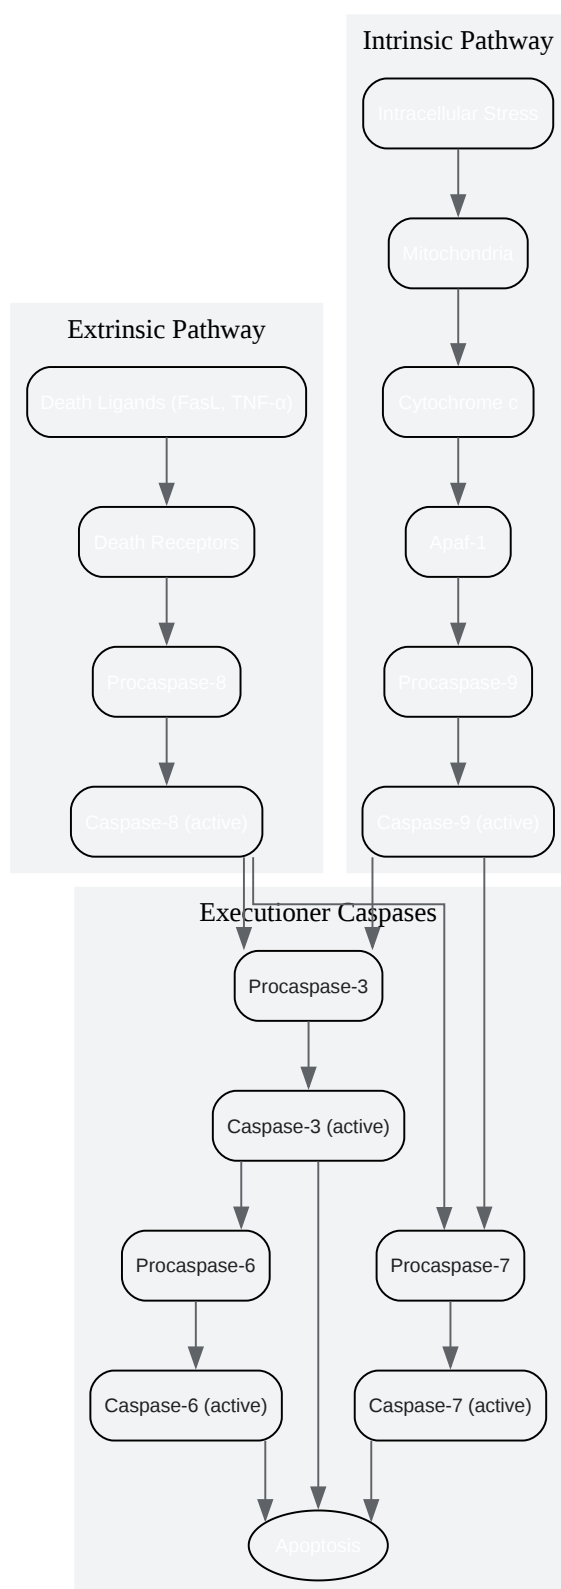 Intrinsic Pathway
Intracellular Stress
Mitochondria
Extrinsic Pathway
Death Ligands (FasL, TNF-α)
Cytochrome c
Death Receptors
Apaf-1
Procaspase-8
Procaspase-9
Caspase-8 (active)
Caspase-9 (active)
Executioner Caspases
Procaspase-3
Caspase-3 (active)
Procaspase-6
Procaspase-7
Caspase-6 (active)
Caspase-7 (active)
Apoptosis